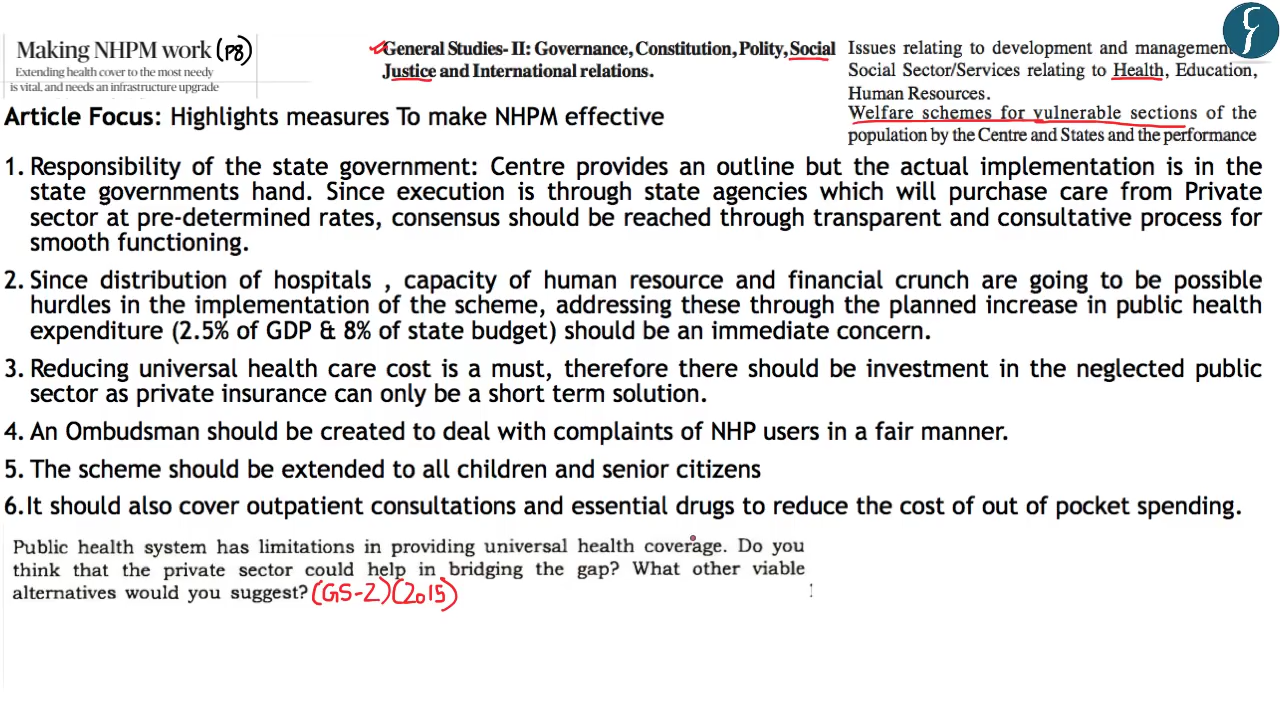 Making NHPM work (P8)
Extending health cover to the most needy
is vital, and needs an infrastructure upgrade
General Studies- II: Governance, Constitution, Polity, Social
Justice and International relations.
Issues relating to development and management
Social Sector/Services relating to Health, Education,
Human Resources.
Welfare schemes for vulnerable sections of the
population by the Centre and States and the performance
Article Focus: Highlights measures To make NHPM effective
1. Responsibility of the state government: Centre provides an outline but the actual implementation is in the
state governments hand. Since execution is through state agencies which will purchase care from Private
sector at pre-determined rates, consensus should be reached through transparent and consultative process for
smooth functioning.
2. Since distribution of hospitals , capacity of human resource and financial crunch are going to be possible
hurdles in the implementation of the scheme, addressing these through the planned increase in public health
expenditure (2.5% of GDP & 8% of state budget) should be an immediate concern.
3. Reducing universal health care cost is a must, therefore there should be investment in the neglected public
sector as private insurance can only be a short term solution.
4. An Ombudsman should be created to deal with complaints of NHP users in a fair manner.
5. The scheme should be extended to all children and senior citizens
6.It should also cover outpatient consultations and essential drugs to reduce the cost of out of pocket spending.
Public health system has limitations in providing universal health coverage. Do you
think that the private sector could help in bridging the gap? What other viable
alternatives would you suggest? (GS-2) (2015)